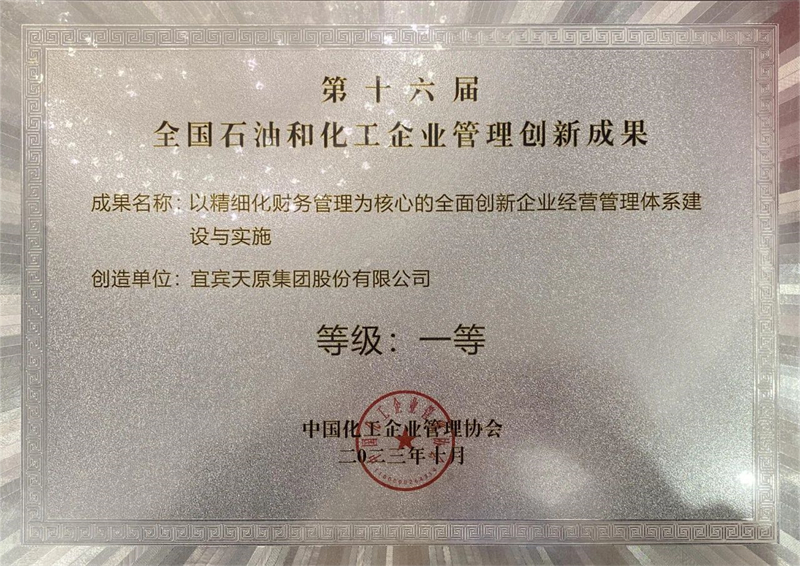 第十六届
全国石油和化工企业管理创新成果
成果名称：以精细化财务管理为核心的全面创新企业经营管理体系建
设与实施
创造单位：宜宾天原集团股份有限公司
等级：一等
中国化工企业管理协会
二〇二三年十月